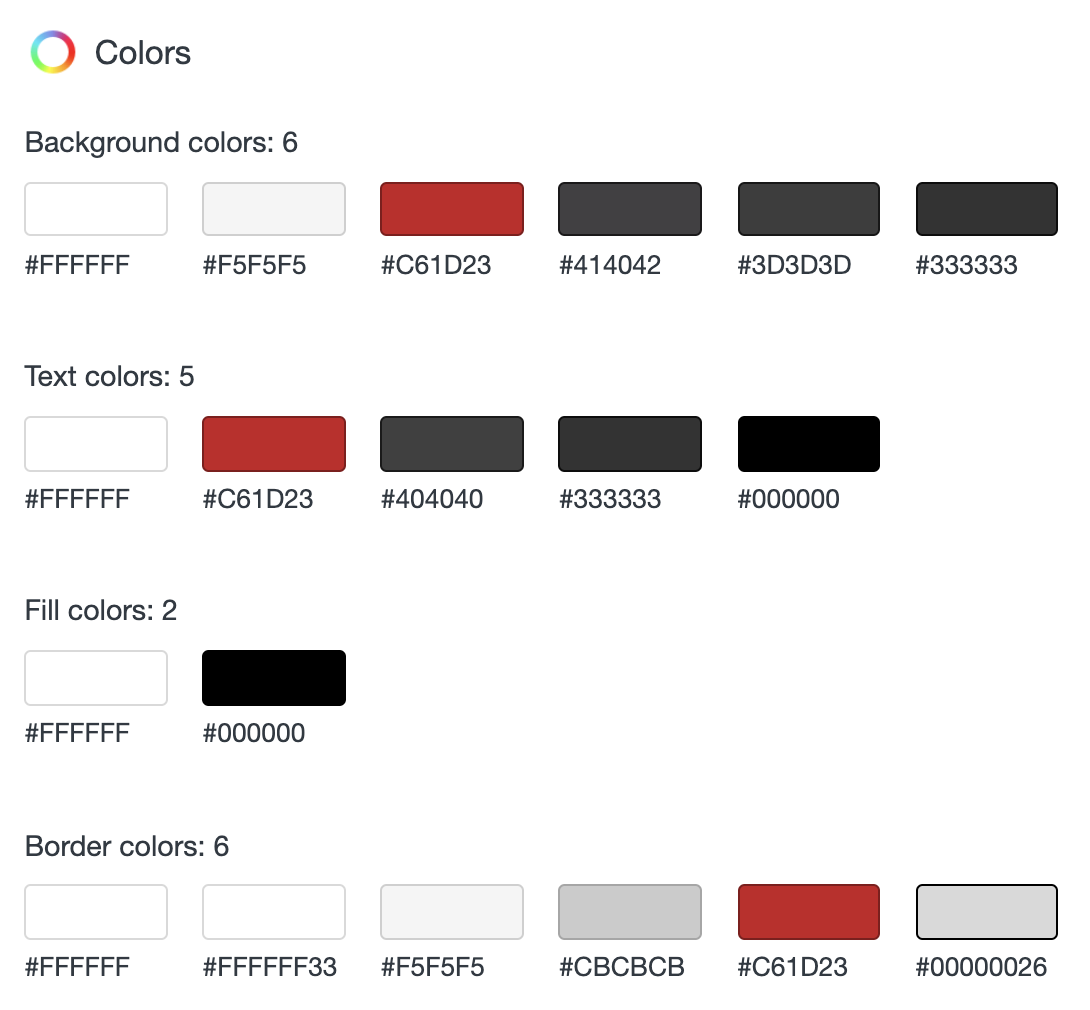 Colors
Background colors: 6
#FFFFFF #F5F5F5 #C61D23 #414042 #3D3D3D #333333
Text colors: 5
#FFFFFF #C61D23 #404040 #333333 #000000
Fill colors: 2
#FFFFFF #000000
Border colors: 6
#FFFFFF #FFFFFF33 #F5F5F5 #CBCBCB #C61D23 #00000026